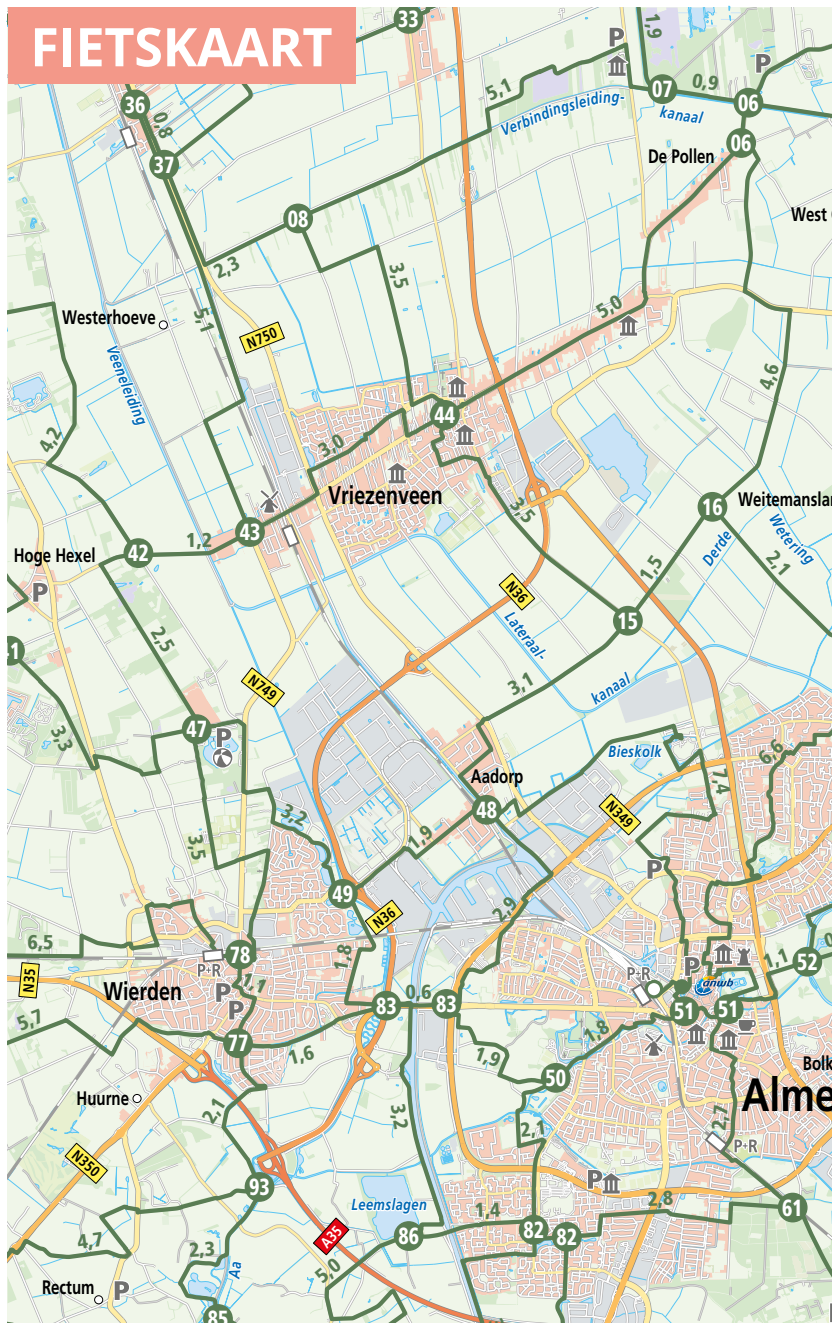 FIETSKAART
33
1,9
P
P
36
0,8
5,1
07
0,9
06
Verbindingsleiding-
kanaal
37
De Pollen
06
08
West
2,3
3,5
5,1
5,0
Westerhoeve
N750
Veeneleiding
4,6
4,2
44
3,0
Vriezenveen
3,5
16
Weitemansla
42
1,2
43
Hoge Hexel
Derde
Wetering
P
1,5
2,1
N36
2,5
15
Lateraal-
1
3,1
kanaal
N749
3,3
47
P
Bieskolk
6,6
Aadorp
7,4
48
N349
3,2
1,9
3,5
P
49
2,9
N36
6,5
78
1,8
1,1
52
P+R
P
P+R
N35
Wierden
P
anwb
P
0,6
83
83
51
51
5,7
1,8
77
1,6
1,9
50
Bolk
Huurne
2,1
3,2
Alme
2,7
2,1
P+R
N350
93
P
2,8
Leemslagen
1,4
61
A35
86
82
82
4,7
2,3
5,0
Aa
Rectum
P
85